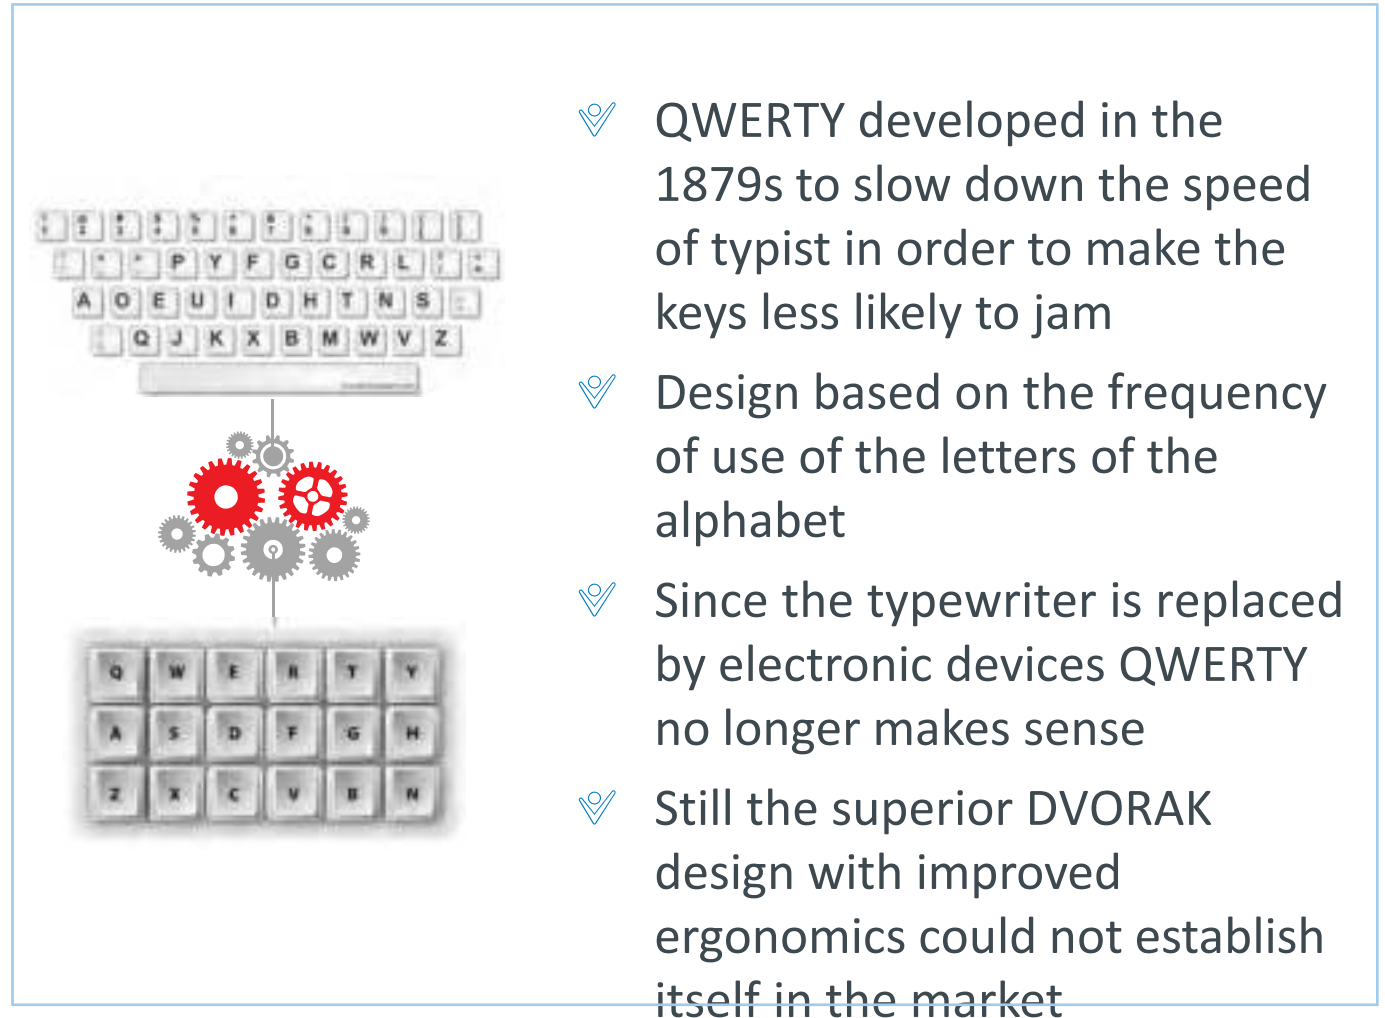 QWERTY developed in the
1879s to slow down the speed
of typist in order to make the
keys less likely to jam
Design based on the frequency
of use of the letters of the
alphabet
Since the typewriter is replaced
by electronic devices QWERTY
no longer makes sense
Still the superior DVORAK
design with improved
ergonomics could not establish
itself in the market
P Y F G C R L
A O E U I D H T N S
Q J K X B M W V Z
Q W E R T Y
A S D F G H
Z X C V B N